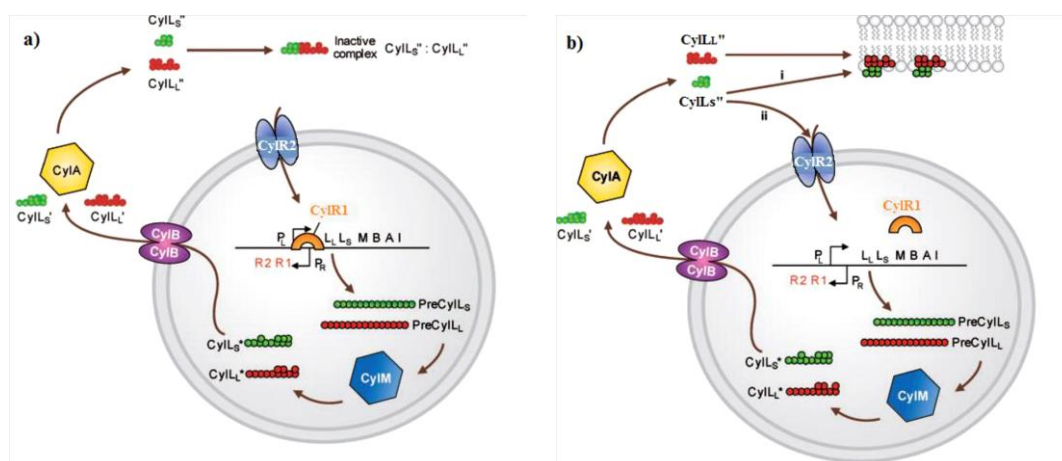 a)
CylLS"
CylLL"
Inactive
complex
CylLS" : CylLL"
CylR2
CylA
CylLS'
CylLL'
CylB
CylB
CylR1
PL
LL LS M B A I
R2 R1
PR
PreCylLS
PreCylLL
CylLS*
CylLL*
CylM
b)
CylLL"
CylLs"
i
ii
CylR2
CylA
CylLS'
CylLL'
CylB
CylB
CylR1
PL
LL LS M B A I
R2 R1
PR
PreCylLS
PreCylLL
CylLS*
CylLL*
CylM